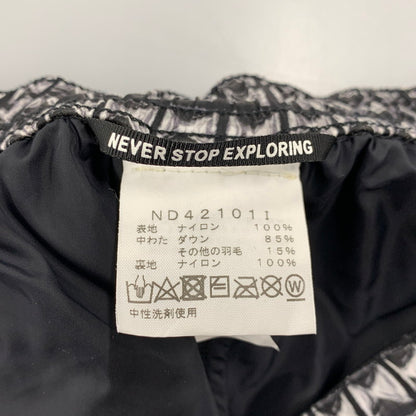 NEVER STOP EXPLORING
ND42101I
表地 ナイロン 100%
中わた ダウン 85%
その他の羽毛 15%
裏地 ナイロン 100%
W
中性洗剤使用